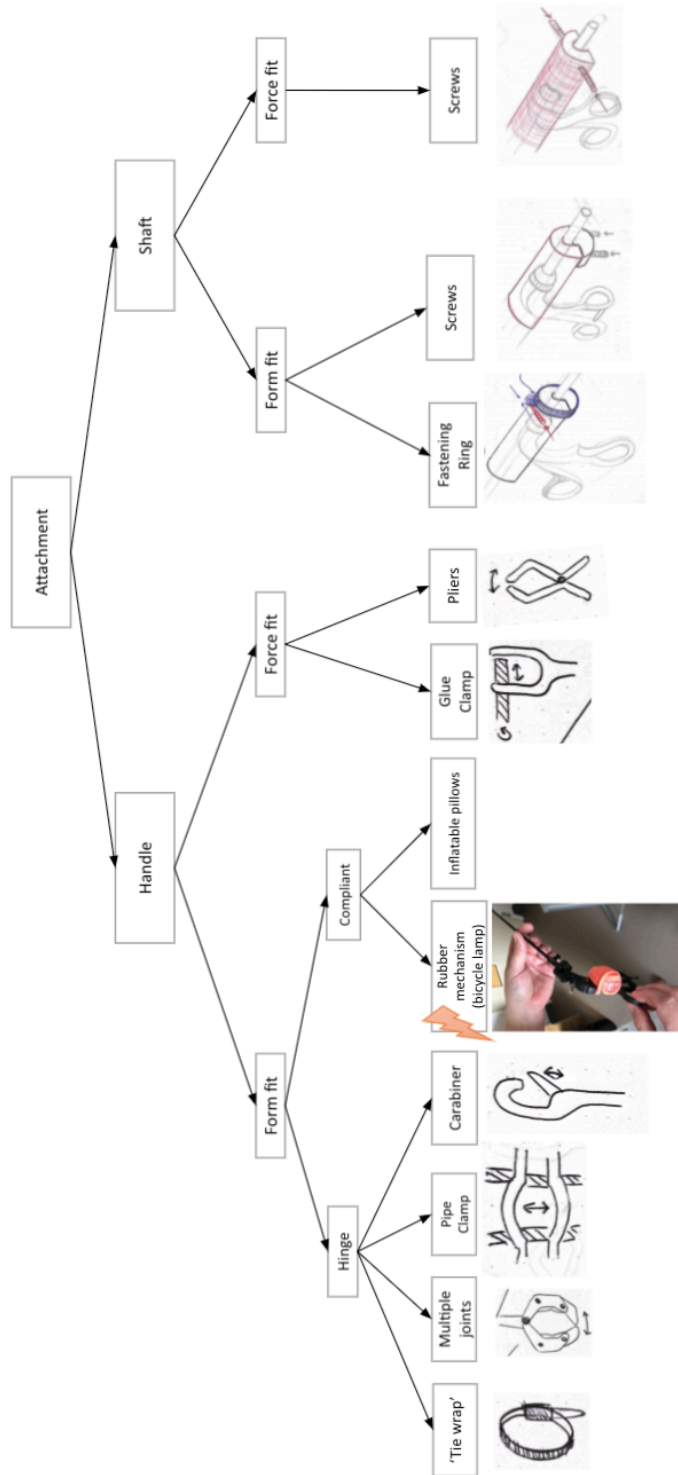 Attachment
Handle
Shaft
Form fit
Force fit
Form fit
Force fit
Hinge
Compliant
'Tie wrap'
Multiple
joints
Pipe
Clamp
Carabiner
Rubber
mechanism
(bicycle lamp)
Inflatable pillows
Glue
Clamp
Pliers
Fastening
Ring
Screws
Screws